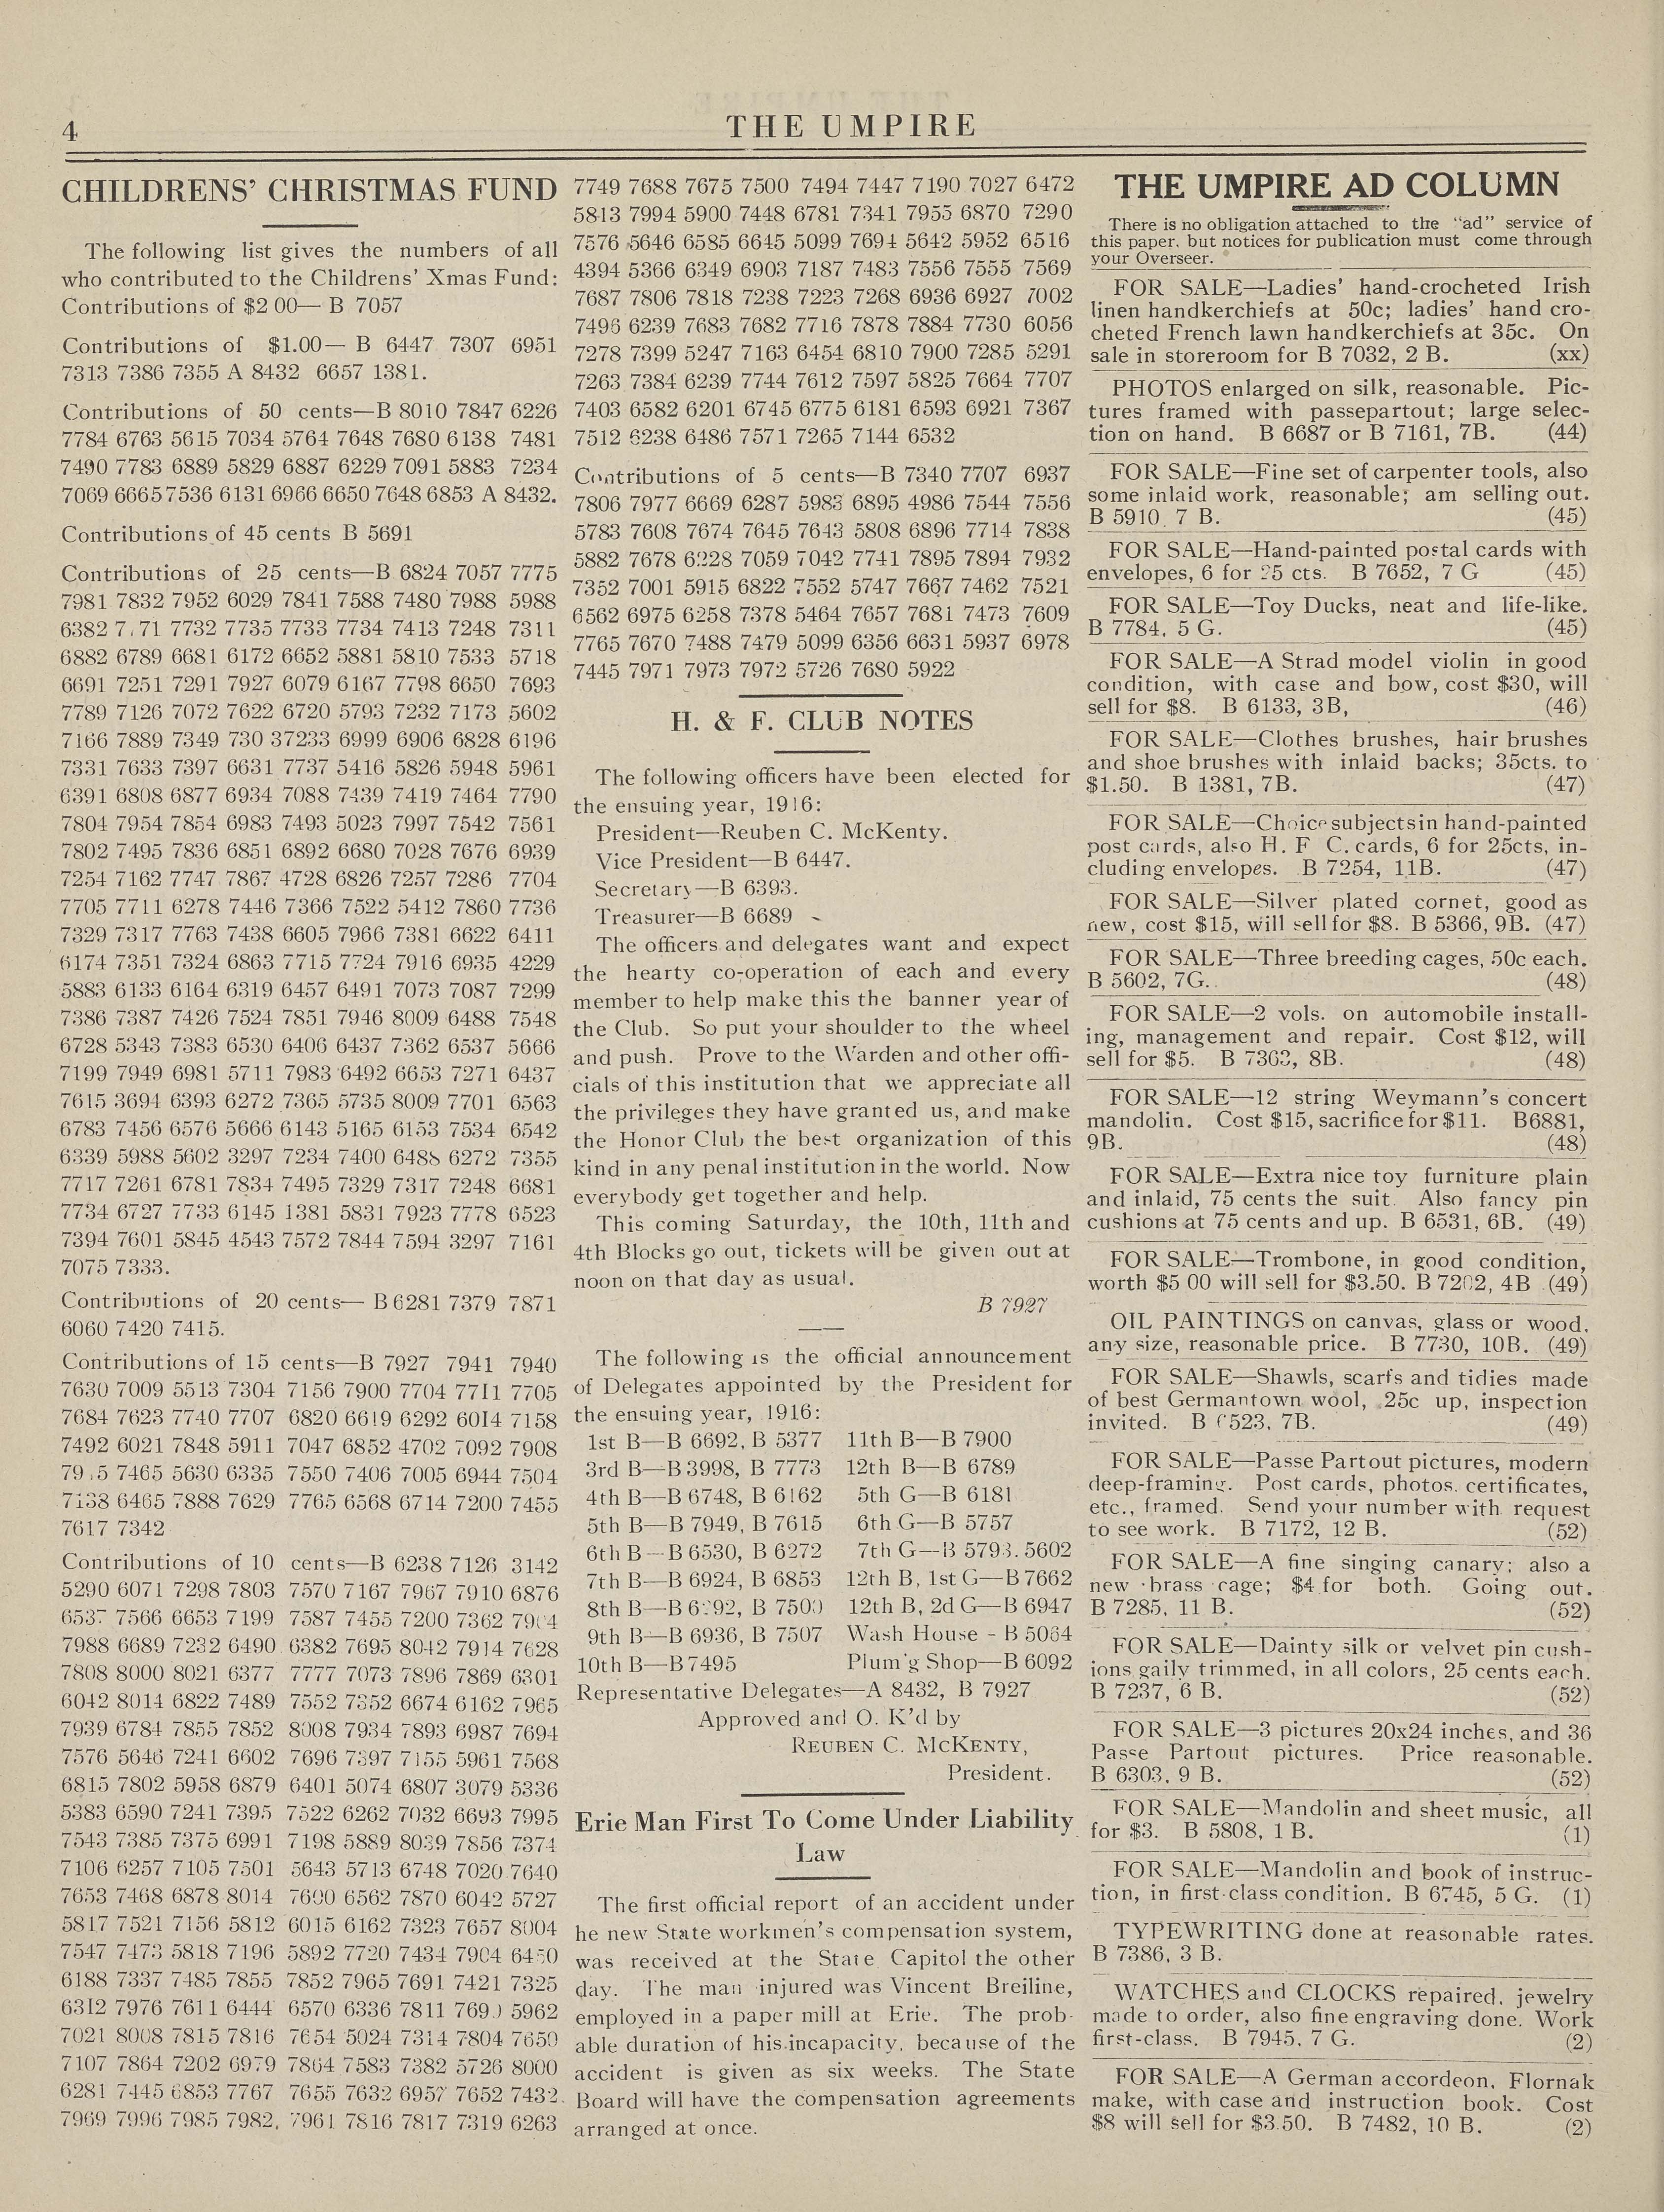 4
THE UMPIRE
CHILDRENS' CHRISTMAS FUND
The following list gives the numbers of all
who contributed to the Childrens' Xmas Fund:
Contributions of $2 00— B 7057
Contributions of $1.00— B 6447 7307 6951
7313 7386 7355 A 8432 6657 1381.
Contributions of 50 cents—B 8010 7847 6226
7784 6763 5615 7034 5764 7648 7680 6138 7481
7490 7783 6889 5829 6887 6229 7091 5883 7234
7069 6665 7536 6131 6966 6650 7648 6853 A 8432.
Contributions of 45 cents B 5691
Contributions of 25 cents—B 6824 7057 7775
7981 7832 7952 6029 7841 7588 7480 7988 5988
6382 7.71 7732 7735 7733 7734 7413 7248 7311
6882 6789 6681 6172 6652 5881 5810 7533 5718
6691 7251 7291 7927 6079 6167 7798 6650 7693
7789 7126 7072 7622 6720 5793 7232 7173 5602
7166 7889 7349 730 37233 6999 6906 6828 6196
7331 7633 7397 6631 7737 5416 5826 5948 5961
6391 6808 6877 6934 7088 7439 7419 7464 7790
7804 7954 7854 6983 7493 5023 7997 7542 7561
7802 7495 7836 6851 6892 6680 7028 7676 6939
7254 7162 7747 7867 4728 6826 7257 7286 7704
7705 7711 6278 7446 7366 7522 5412 7860 7736
7329 7317 7763 7438 6605 7966 7381 6622 6411
6174 7351 7324 6863 7715 7724 7916 6935 4229
5883 6133 6164 6319 6457 6491 7073 7087 7299
7386 7387 7426 7524 7851 7946 8009 6488 7548
6728 5343 7383 6530 6406 6437 7362 6537 5666
7199 7949 6981 5711 7983 6492 6653 7271 6437
7615 3694 6393 6272 7365 5735 8009 7701 6563
6783 7456 6576 5666 6143 5165 6153 7534 6542
6339 5988 5602 3297 7234 7400 6488 6272 7355
7717 7261 6781 7834 7495 7329 7317 7248 6681
7734 6727 7733 6145 1381 5831 7923 7778 6523
7394 7601 5845 4543 7572 7844 7594 3297 7161
7075 7333.
Contributions of 20 cents— B 6281 7379 7871
6060 7420 7415.
Contributions of 15 cents—B 7927 7941 7940
7630 7009 5513 7304 7156 7900 7704 77I1 7705
7684 7623 7740 7707 6820 6619 6292 60I4 7158
7492 6021 7848 5911 7047 6852 4702 7092 7908
79.5 7465 5630 6335 7550 7406 7005 6944 7504
7138 6465 7888 7629 7765 6568 6714 7200 7455
7617 7342
Contributions of 10 cents—B 6238 7126 3142
5290 6071 7298 7803 7570 7167 7967 7910 6876
6537 7566 6653 7199 7587 7455 7200 7362
7988 6689 7232 6490 6382 7695 8042 7914 7628
7808 8000 8021 6377 7777 7073 7896 7869 6301
6042 8014 6822 7489 7552 7352 6674 6162 7965
7939 6784 7855 7852 8008 7934 7893 6987 7694
7576 5646 7241 6602 7696 7397 7155 5961 7568
6815 7802 5958 6879 6401 5074 6807 3079 5336
5383 6590 7241 7395 7522 6262 7032 6693 7995
7543 7385 7375 6991 7198 5889 8039 7856 7374
7106 6257 7105 7501 5643 5713 6748 7020 7640
7653 7468 6878 8014 7600 6562 7870 6042 5727
5817 7521 7156 5812 6015 6162 7323 7657 8004
7547 7473 5818 7196 5892 7720 7434 7904
6188 7337 7485 7855 7852 7965 7691 7421 7325
63I2 7976 7611 6444 6570 6336 7811 5962
7021 8008 7815 7816 7654 5024 7314 7804 7650
7107 7864 7202 6979 7864 7583 7382 5726 8000
6281 7445 6853 7767 7655 7632 6957 7652 7432.
7969 7996 7985 7982, 7961 7816 7817 7319 6263
7749 7688 7675 7500 7494 7447 7190 7027 6472
5813 7994 5900 7448 6781 7341 7955 6870 7290
7576 5646 6585 6645 5099 7694 5642 5952 6516
4394 5366 6349 6903 7187 7483 7556 7555 7569
7687 7806 7818 7238 7223 7268 6936 6927 7002
7496 6239 7683 7682 7716 7878 7884 7730 6056
7278 7399 5247 7163 6454 6810 7900 7285 5291
7263 7384 6239 7744 7612 7597 5825 7664 7707
7403 6582 6201 6745 6775 6181 6593 6921 7367
7512 6238 6486 7571 7265 7144 6532
Contributions of 5 cents—B 7340 7707 6937
7806 7977 6669 6287 5983 6895 4986 7544 7556
5783 7608 7674 7645 7643 5808 6896 7714 7838
5882 7678 6228 7059 7042 7741 7895 7894 7932
7352 7001 5915 6822 7552 5747 7667 7462 7521
6562 6975 6258 7378 5464 7657 7681 7473 7609
7765 7670 7488 7479 5099 6356 6631 5937 6978
7445 7971 7973 7972 5726 7680 5922
H. & F. CLUB NOTES
The following officers have been elected for
the ensuing year, 1916:
President—Reuben C. McKenty.
Vice President—B 6447.
Secretary—B 6393.
Treasurer—B 6689
The officers and delegates want and expect
the hearty co-operation of each and every
member to help make this the banner year of
the Club. So put your shoulder to the wheel
and push. Prove to the Warden and other offi-
cials of this institution that we appreciate all
the privileges they have granted us, and make
the Honor Club the best organization of this
kind in any penal institution in the world. Now
everybody get together and help.
This coming Saturday, the 10th, 11th and
4th Blocks go out, tickets will be given out at
noon on that day as usual.
B 7927
The following is the official announcement
of Delegates appointed by the President for
the ensuing year, 1916:
1st B—B 6692, B 5377 11th B—B 7900
3rd B—B 3998, B 7773 12th B—B 6789
4th B—B 6748, B 6162 5th G—B 6181
5th B—B 7949, B 7615 6th G—B 5757
6th B—B 6530, B 6272 7th G—B 5793. 5602
7th B—B 6924, B 6853 12th B, 1st G—B 7662
8th B—B 6292, B 7500 12th B, 2d G—B 6947
9th B—B 6936, B 7507 Wash House - B 5064
10th B—B 7495 Plum'g Shop—B 6092
Representative Delegates—A 8432, B 7927
Approved and O. K'd by
REUBEN C. MCKENTY,
President.
Erie Man First To Come Under Liability
Law
The first official report of an accident under
he new State workmen's compensation system,
was received at the State Capitol the other
day. The man injured was Vincent Breiline,
employed in a paper mill at Erie. The prob-
able duration of his incapacity, because of the
accident is given as six weeks. The State
Board will have the compensation agreements
arranged at once.
THE UMPIRE AD COLUMN
There is no obligation attached to the "ad" service of
this paper, but notices for publication must come through
your Overseer.
FOR SALE—Ladies' hand-crocheted Irish
linen handkerchiefs at 50c; ladies' hand cro-
cheted French lawn handkerchiefs at 35c. On
sale in storeroom for B 7032, 2 B. (xx)
PHOTOS enlarged on silk, reasonable. Pic-
tures framed with passepartout; large selec-
tion on hand. B 6687 or B 7161, 7B. (44)
FOR SALE—Fine set of carpenter tools, also
some inlaid work, reasonable; am selling out.
B 5910. 7 B. (45)
FOR SALE—Hand-painted postal cards with
envelopes, 6 for 25 cts. B 7652, 7 G (45)
FOR SALE—Toy Ducks, neat and life-like.
B 7784, 5 G. (45)
FOR SALE—A Strad model violin in good
condition, with case and bow, cost $30, will
sell for $8. B 6133, 3B, (46)
FOR SALE—Clothes brushes, hair brushes
and shoe brushes with inlaid backs; 35cts. to
$1.50. B 1381, 7B. (47)
FOR SALE—Choice subjects in hand-painted
post cards, also H. F C. cards, 6 for 25cts, in-
cluding envelopes. B 7254, 11B. (47)
FOR SALE—Silver plated cornet, good as
new, cost $15, will sell for $8. B 5366, 9B. (47)
FOR SALE—Three breeding cages, 50c each.
B 5602, 7G. (48)
FOR SALE—2 vols. on automobile install-
ing, management and repair. Cost $12, will
sell for $5. B 7363, 8B. (48)
FOR SALE—12 string Weymann's concert
mandolin. Cost $15, sacrifice for $11. B6881,
9B. (48)
FOR SALE—Extra nice toy furniture plain
and inlaid, 75 cents the suit. Also fancy pin
cushions at 75 cents and up. B 6531, 6B. (49)
FOR SALE—Trombone, in good condition,
worth $5 00 will sell for $3.50. B 7202, 4B (49)
OIL PAINTINGS on canvas, glass or wood,
any size, reasonable price. B 7730, 10B. (49)
FOR SALE—Shawls, scarfs and tidies made
of best Germantown wool, 25c up, inspection
invited. B 6523, 7B. (49)
FOR SALE—Passe Partout pictures, modern
deep-framing. Post cards, photos, certificates,
etc., framed. Send your number with request
to see work. B 7172, 12 B. (52)
FOR SALE—A fine singing canary; also a
new brass cage; $4 for both. Going out.
B 7285, 11 B. (52)
FOR SALE—Dainty silk or velvet pin cush-
ions gaily trimmed, in all colors, 25 cents each.
B 7237, 6 B. (52)
FOR SALE—3 pictures 20x24 inches, and 36
Passe Partout pictures. Price reasonable.
B 6303, 9 B. (52)
FOR SALE—Mandolin and sheet music, all
for $3. B 5808, 1 B. (1)
FOR SALE—Mandolin and book of instruc-
tion, in first-class condition. B 6745, 5 G. (1)
TYPEWRITING done at reasonable rates.
B 7386, 3 B.
WATCHES and CLOCKS repaired, jewelry
made to order, also fine engraving done. Work
first-class. B 7945, 7 G. (2)
FOR SALE—A German accordeon, Flornak
make, with case and instruction book. Cost
$8 will sell for $3.50. B 7482, 10 B. (2)